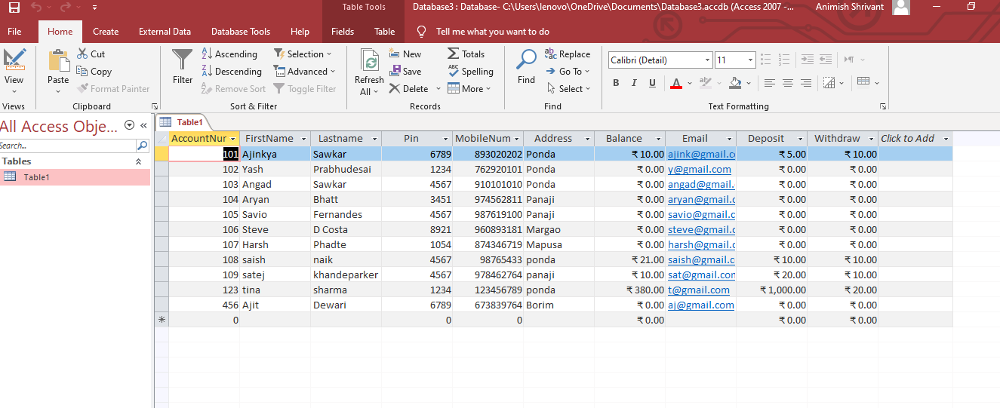 Table Tools Database3 : Database- C:\Users\lenovo\OneDrive\Documents\Database3.accdb (Access 2007 -... Animish Shrivant
File Home Create External Data Database Tools Help Fields Table Tell me what you want to do
View
Views
Paste
Cut
Copy
Format Painter
Clipboard
Filter
Ascending
Descending
Remove Sort
Selection
Advanced
Toggle Filter
Sort & Filter
Refresh
All
New
Save
Delete
Totals
Spelling
More
Records
Find
Replace
Go To
Select
Find
Calibri (Detail) 11
B I U A
Text Formatting
All Access Obje...
Search...
Tables
Table1
Table1
AccountNur FirstName Lastname Pin MobileNum Address Balance Email Deposit Withdraw Click to Add
101 Ajinkya Sawkar 6789 893020202 Ponda ₹ 10.00 ajink@gmail.co ₹ 5.00 ₹ 10.00
102 Yash Prabhudesai 1234 762920101 Ponda ₹ 0.00 y@gmail.com ₹ 0.00 ₹ 0.00
103 Angad Sawkar 4567 910101010 Ponda ₹ 0.00 angad@gmail. ₹ 0.00 ₹ 0.00
104 Aryan Bhatt 3451 974562811 Panaji ₹ 0.00 aryan@gmail.c ₹ 0.00 ₹ 0.00
105 Savio Fernandes 4567 987619100 Panaji ₹ 0.00 savio@gmail.c ₹ 0.00 ₹ 0.00
106 Steve D Costa 8921 960893181 Margao ₹ 0.00 steve@gmail.c ₹ 0.00 ₹ 0.00
107 Harsh Phadte 1054 874346719 Mapusa ₹ 0.00 harsh@gmail.c ₹ 0.00 ₹ 0.00
108 saish naik 4567 98765433 ponda ₹ 21.00 saish@gmail.c ₹ 10.00 ₹ 10.00
109 satej khandeparker 4567 978462764 panaji ₹ 10.00 sat@gmail.con ₹ 20.00 ₹ 10.00
123 tina sharma 1234 123456789 ponda ₹ 380.00 t@gmail.com ₹ 1,000.00 ₹ 20.00
456 Ajit Dewari 6789 673839764 Borim ₹ 0.00 aj@gmail.com ₹ 0.00 ₹ 0.00
0 0 0 ₹ 0.00 ₹ 0.00 ₹ 0.00